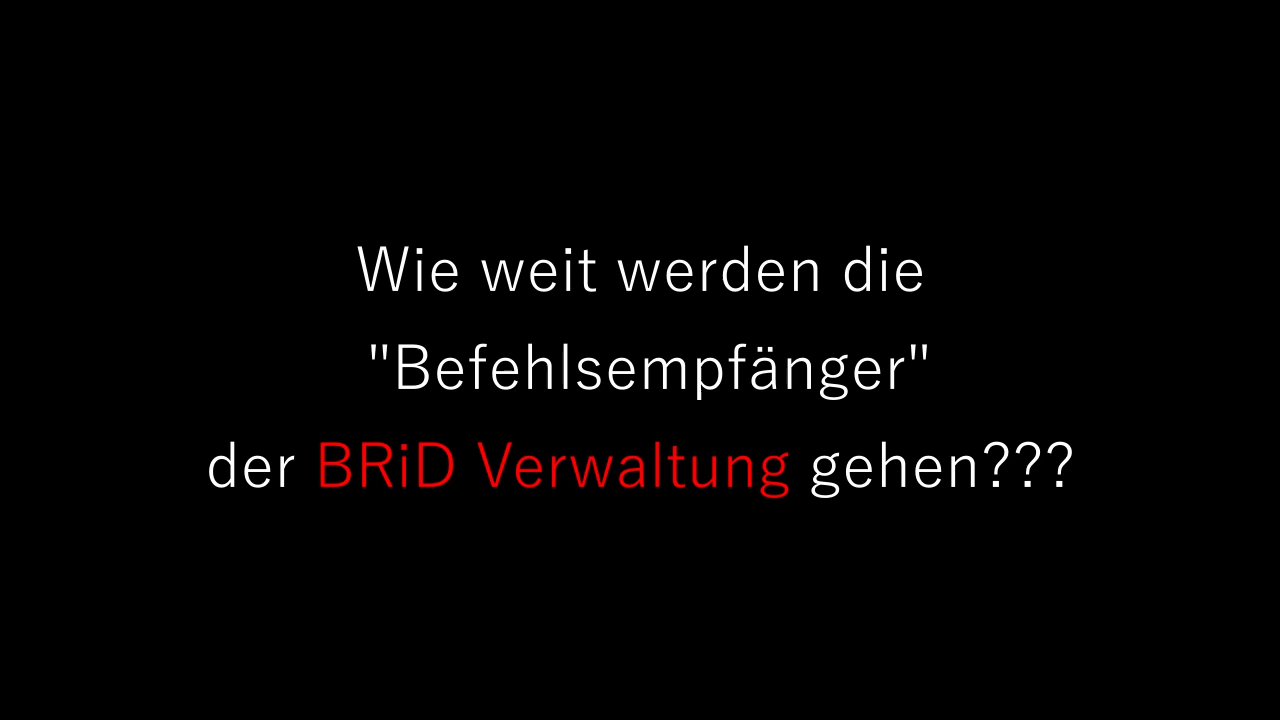 Wie weit werden die
"Befehlsempfänger"
der BRiD Verwaltung gehen???